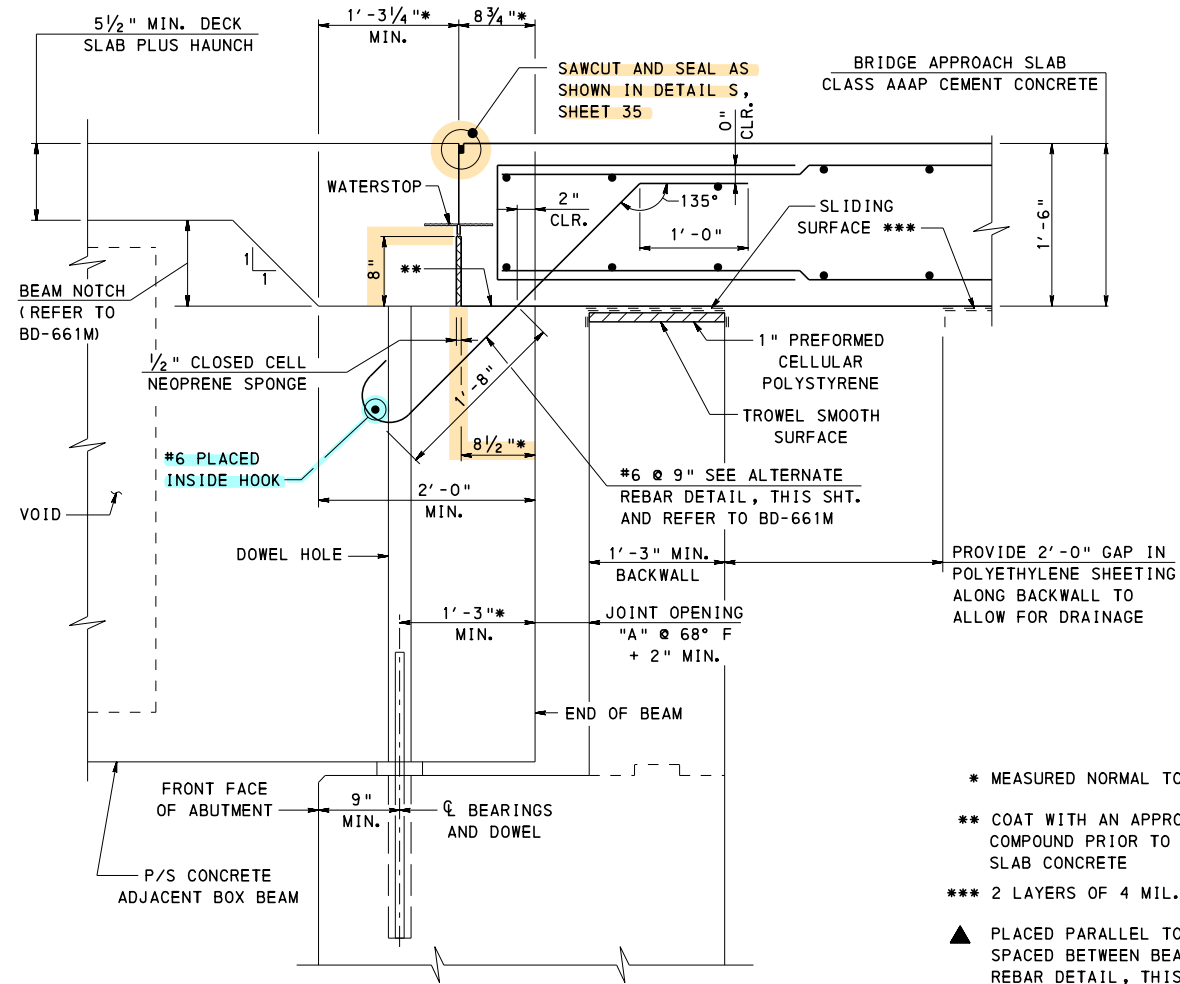 5½" MIN. DECK
SLAB PLUS HAUNCH
1'-3¼"*
MIN.
8¾"*
SAWCUT AND SEAL AS
SHOWN IN DETAIL S,
SHEET 35
BRIDGE APPROACH SLAB
CLASS AAAP CEMENT CONCRETE
0"
CLR.
WATERSTOP
2"
CLR.
135°
SLIDING
SURFACE ***
1'-0"
1'-6"
1
1
8"
**
BEAM NOTCH
(REFER TO
BD-661M)
½" CLOSED CELL
NEOPRENE SPONGE
1'-8"
1" PREFORMED
CELLULAR
POLYSTYRENE
TROWEL SMOOTH
SURFACE
8½"*
#6 PLACED
INSIDE HOOK
#6 @ 9" SEE ALTERNATE
REBAR DETAIL, THIS SHT.
AND REFER TO BD-661M
2'-0"
MIN.
VOID
DOWEL HOLE
1'-3" MIN.
BACKWALL
PROVIDE 2'-0" GAP IN
POLYETHYLENE SHEETING
ALONG BACKWALL TO
ALLOW FOR DRAINAGE
1'-3"*
MIN.
JOINT OPENING
"A" @ 68° F
+ 2" MIN.
END OF BEAM
FRONT FACE
OF ABUTMENT
9"
MIN.
℄ BEARINGS
AND DOWEL
P/S CONCRETE
ADJACENT BOX BEAM
* MEASURED NORMAL TO
** COAT WITH AN APPRO
COMPOUND PRIOR TO
SLAB CONCRETE
*** 2 LAYERS OF 4 MIL.
▲ PLACED PARALLEL TO
SPACED BETWEEN BEA
REBAR DETAIL, THIS